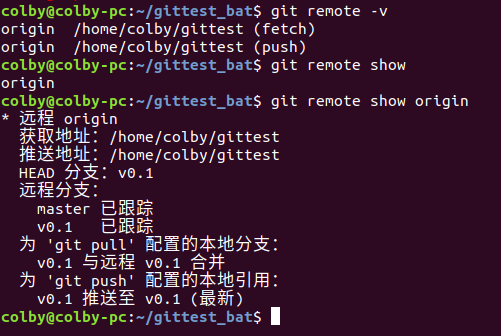 colby@colby-pc:~/gittest_bat$ git remote -v
origin  /home/colby/gittest (fetch)
origin  /home/colby/gittest (push)
colby@colby-pc:~/gittest_bat$ git remote show
origin
colby@colby-pc:~/gittest_bat$ git remote show origin
* 远程 origin
  获取地址：/home/colby/gittest
  推送地址：/home/colby/gittest
  HEAD 分支：v0.1
  远程分支：
    master 已跟踪
    v0.1   已跟踪
  为 'git pull' 配置的本地分支：
    v0.1 与远程 v0.1 合并
  为 'git push' 配置的本地引用：
    v0.1 推送至 v0.1 (最新)
colby@colby-pc:~/gittest_bat$